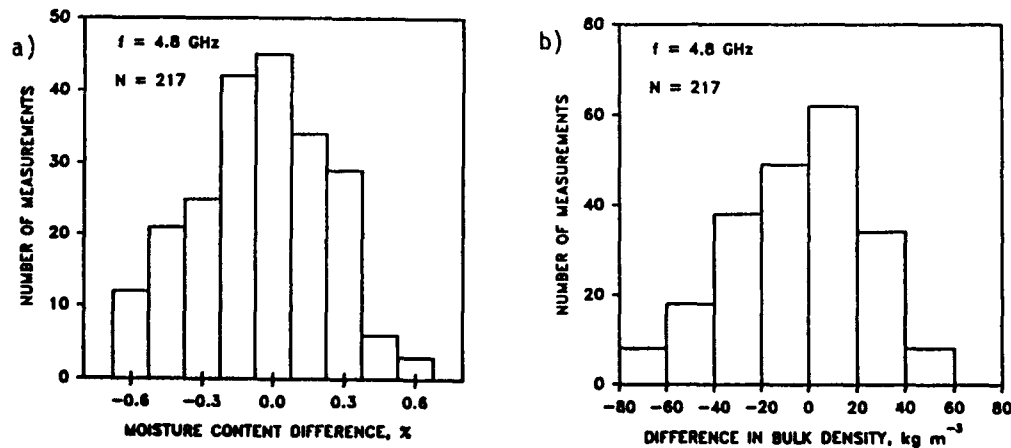 a)
f = 4.8 GHz
N = 217
NUMBER OF MEASUREMENTS
50
40
30
20
10
0
-0.6 -0.3 0.0 0.3 0.6
MOISTURE CONTENT DIFFERENCE, %
b)
f = 4.8 GHz
N = 217
NUMBER OF MEASUREMENTS
80
60
40
20
0
-80 -60 -40 -20 0 20 40 60 80
DIFFERENCE IN BULK DENSITY, kg m⁻³